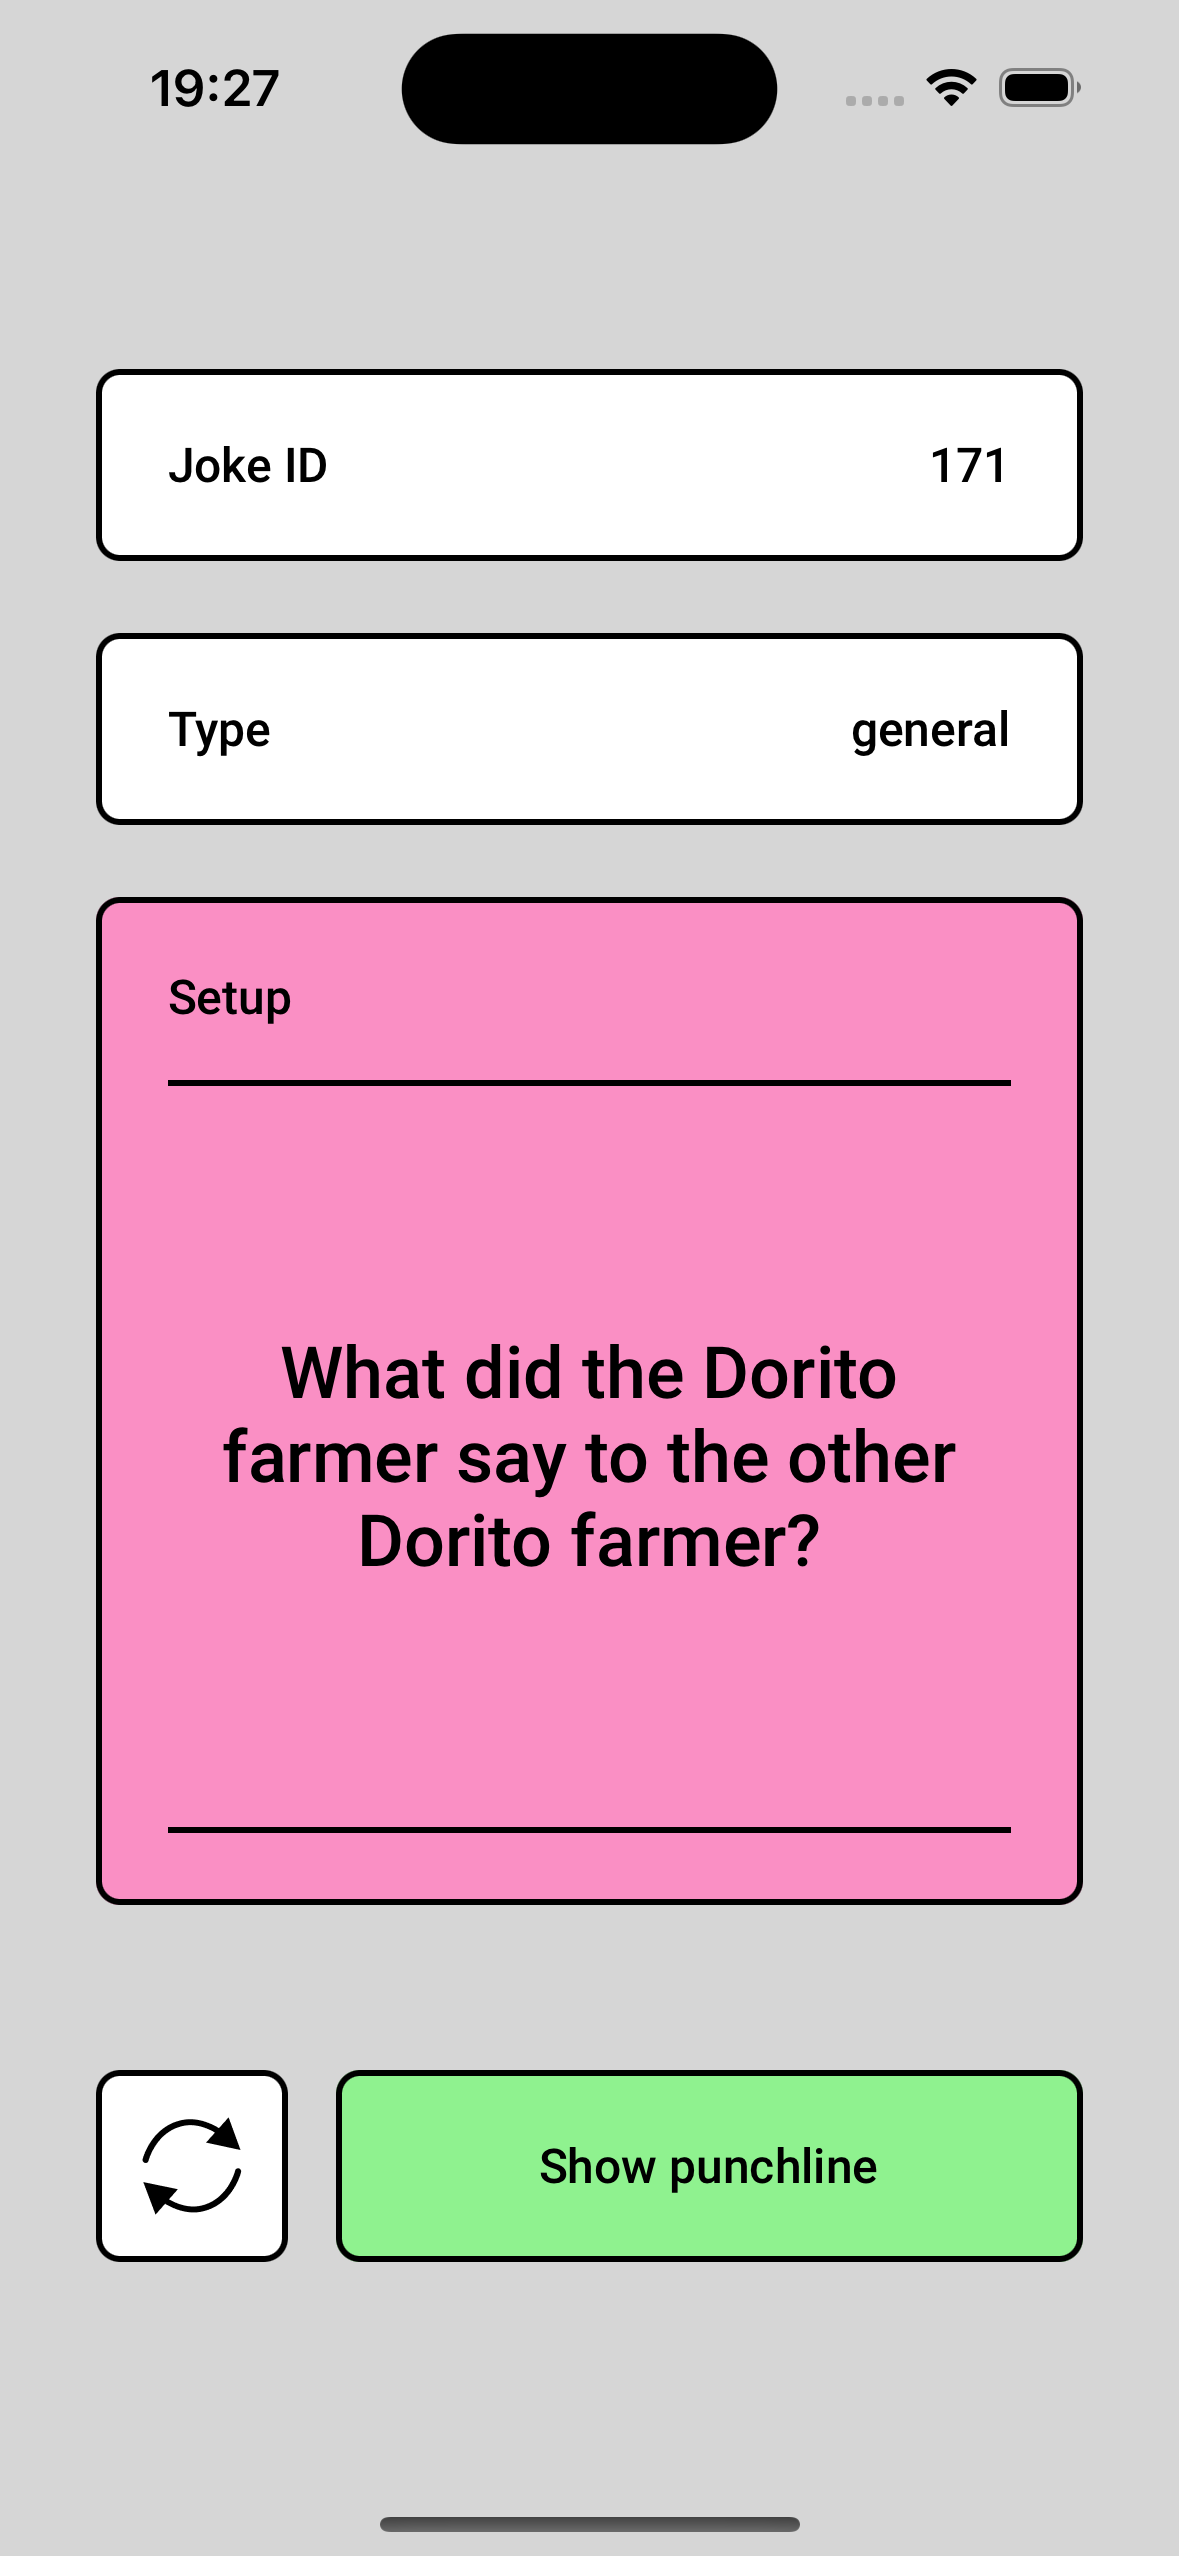 19:27
Joke ID 171
Type general
Setup
What did the Dorito
farmer say to the other
Dorito farmer?
Show punchline